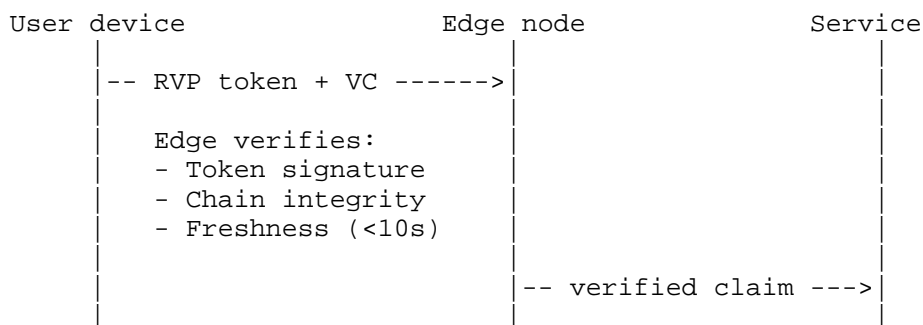 User device Edge node Service
-- RVP token + VC ------>
Edge verifies:
- Token signature
- Chain integrity
- Freshness (<10s)
-- verified claim --->